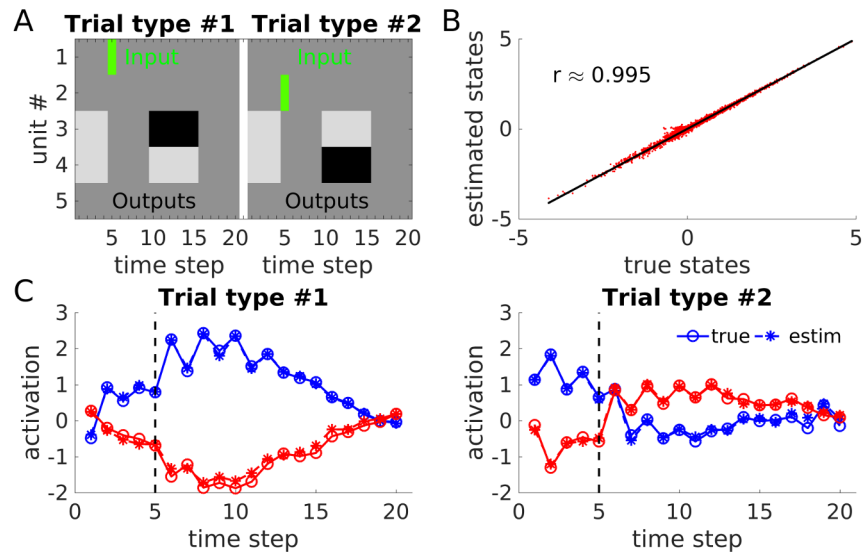 A
Trial type #1
Trial type #2
Input
Input
unit #
1
2
3
4
5
Outputs
Outputs
5 10 15 20
5 10 15 20
time step
time step
B
r ≈ 0.995
estimated states
5
0
-5
-5 0 5
true states
C
Trial type #1
activation
3
2
1
0
-1
-2
0 5 10 15 20
time step
Trial type #2
true estim
activation
3
2
1
0
-1
-2
0 5 10 15 20
time step